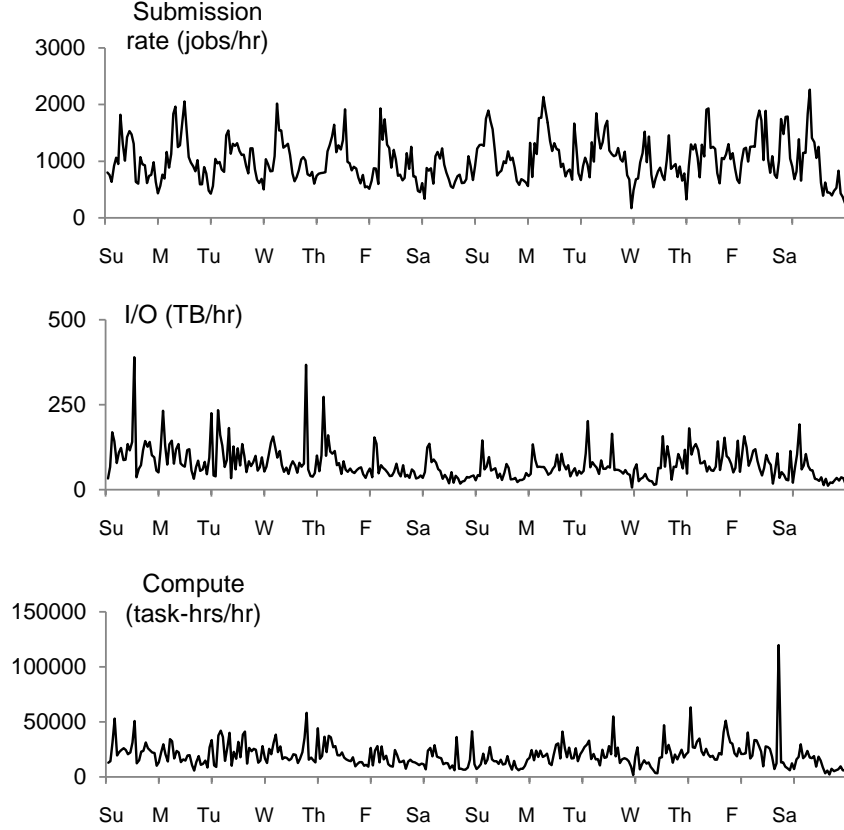 Submission
rate (jobs/hr)
3000
2000
1000
0
Su M Tu W Th F Sa Su M Tu W Th F Sa
I/O (TB/hr)
500
250
0
Su M Tu W Th F Sa Su M Tu W Th F Sa
Compute
(task-hrs/hr)
150000
100000
50000
0
Su M Tu W Th F Sa Su M Tu W Th F Sa